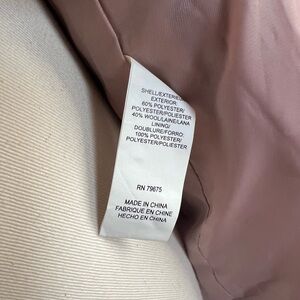 SHELL/EXTERIEUR/
EXTERIOR:
60% POLYESTER/
POLYESTER/POLIESTER
40% WOOL/LAINE/LANA
LINING/
DOUBLURE/FORRO:
100% POLYESTER/
POLYESTER/POLIESTER
RN 79675
MADE IN CHINA
FABRIQUE EN CHINE
HECHO EN CHINA